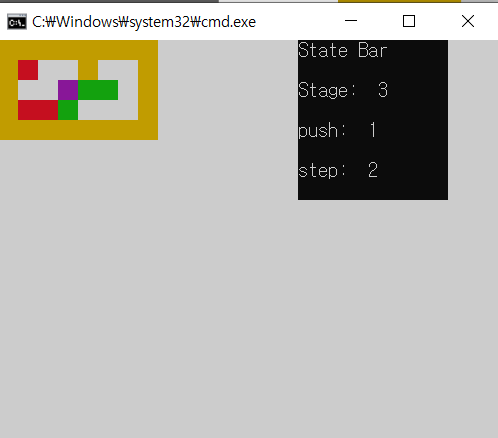 C:₩Windows₩system32₩cmd.exe
State Bar
Stage:  3
push:  1
step:  2